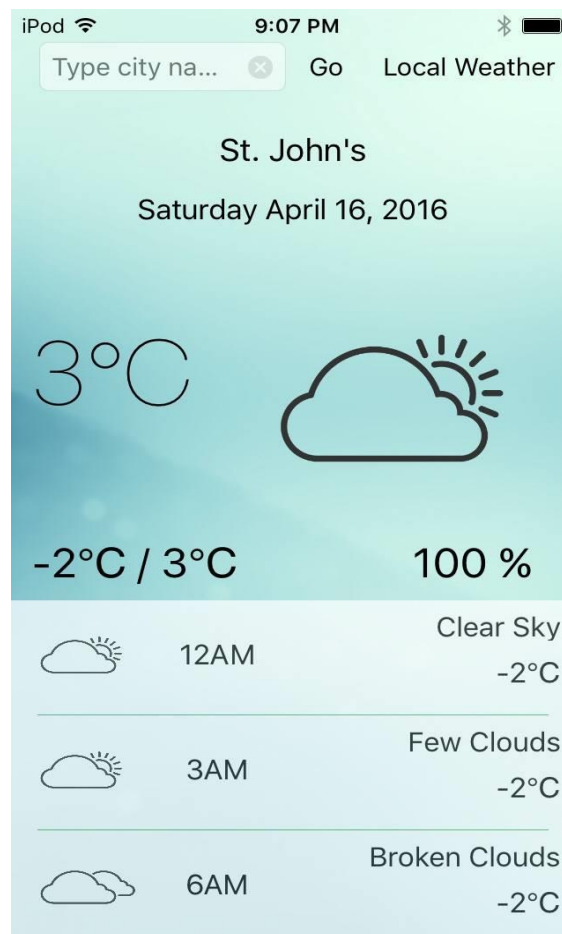 iPod 9:07 PM
Type city na... Go Local Weather
St. John's
Saturday April 16, 2016
3°C
-2°C / 3°C 100 %
Clear Sky
12AM
-2°C
Few Clouds
3AM
-2°C
Broken Clouds
6AM
-2°C